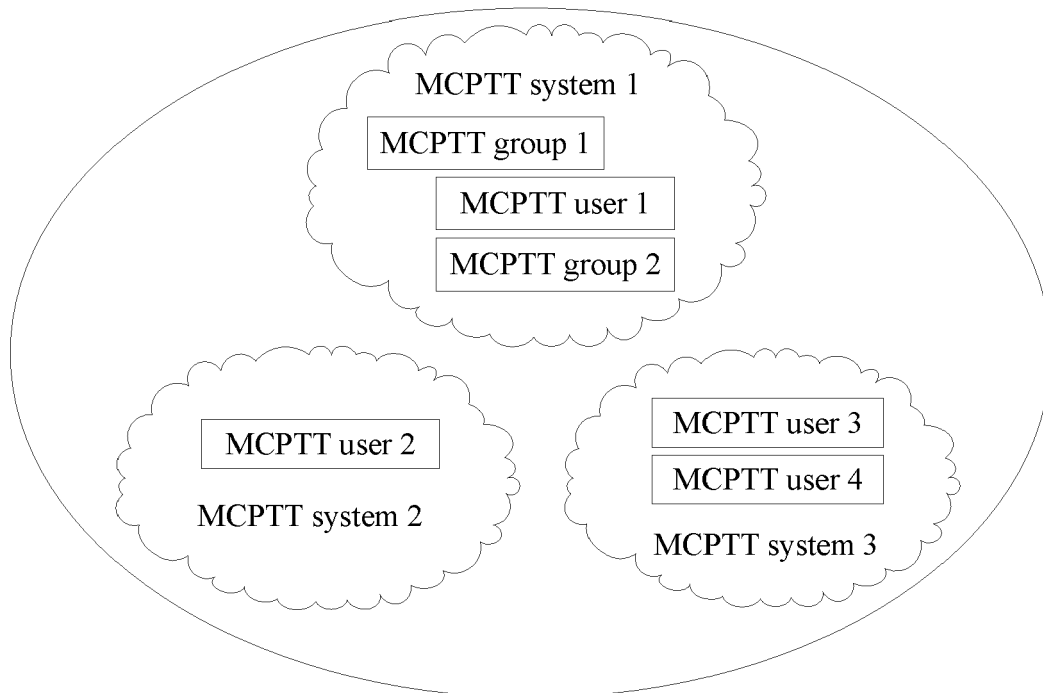 MCPTT system 1
MCPTT group 1
MCPTT user 1
MCPTT group 2
MCPTT user 2
MCPTT system 2
MCPTT user 3
MCPTT user 4
MCPTT system 3